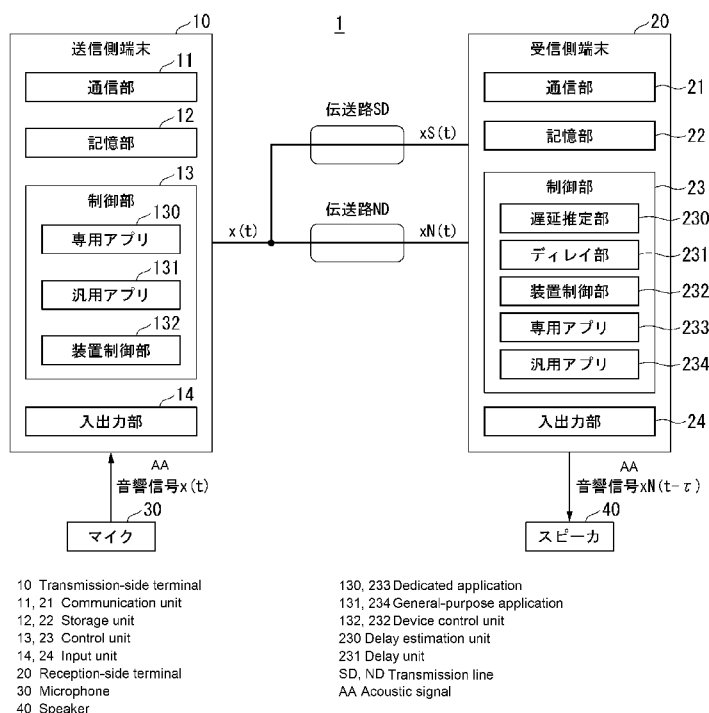 1
10
送信側端末
11
通信部
12
記憶部
13
制御部
130
専用アプリ
131
汎用アプリ
132
装置制御部
14
入出力部
AA
音響信号x(t)
30
マイク
x(t)
伝送路SD
xS(t)
伝送路ND
xN(t)
20
受信側端末
通信部
21
記憶部
22
制御部
23
遅延推定部
230
ディレイ部
231
装置制御部
232
専用アプリ
233
汎用アプリ
234
入出力部
24
AA
音響信号xN(t-τ)
40
スピーカ
10 Transmission-side terminal
11, 21 Communication unit
12, 22 Storage unit
13, 23 Control unit
14, 24 Input unit
20 Reception-side terminal
30 Microphone
40 Speaker
130, 233 Dedicated application
131, 234 General-purpose application
132, 232 Device control unit
230 Delay estimation unit
231 Delay unit
SD, ND Transmission line
AA Acoustic signal